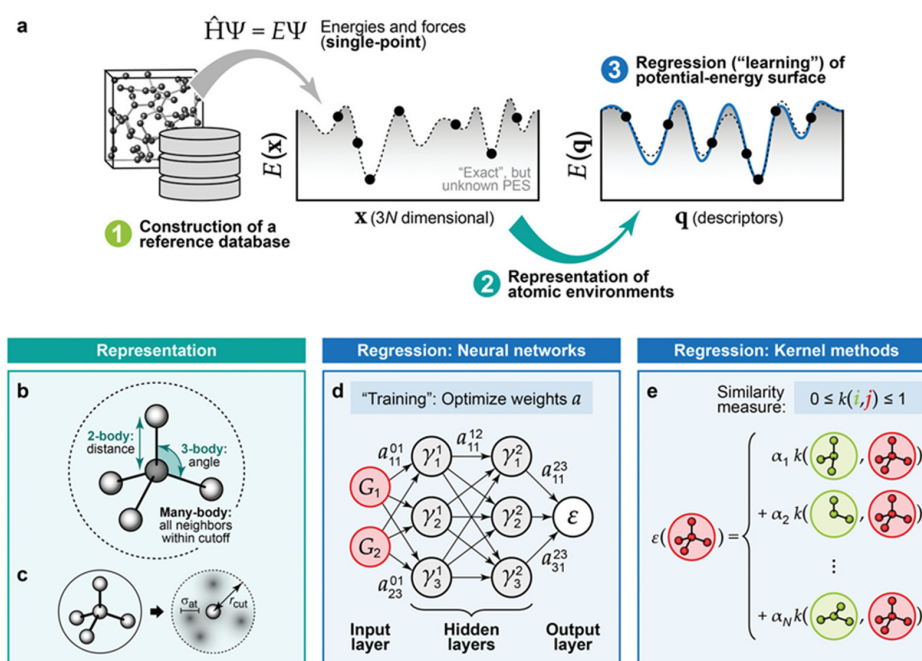 a
ĤΨ = EΨ
Energies and forces
(single-point)
E(x)
"Exact", but
unknown PES
x (3N dimensional)
1 Construction of a
reference database
3 Regression ("learning") of
potential-energy surface
E(q)
q (descriptors)
2 Representation of
atomic environments
Representation
b
2-body:
distance
3-body:
angle
Many-body:
all neighbors
within cutoff
c
σat
rcut
Regression: Neural networks
d
"Training": Optimize weights a
a₁₁⁰¹
a₁₁¹²
a₁₁²³
G₁
G₂
γ₁¹
γ₂¹
γ₃¹
γ₁²
γ₂²
γ₃²
ε
a₂₃⁰¹
a₃₁²³
Input
layer
Hidden
layers
Output
layer
Regression: Kernel methods
e
Similarity
measure:
0 ≤ k(i,j) ≤ 1
ε( ) =
α₁ k( , )
+ α₂ k( , )
⋮
+ αN k( , )